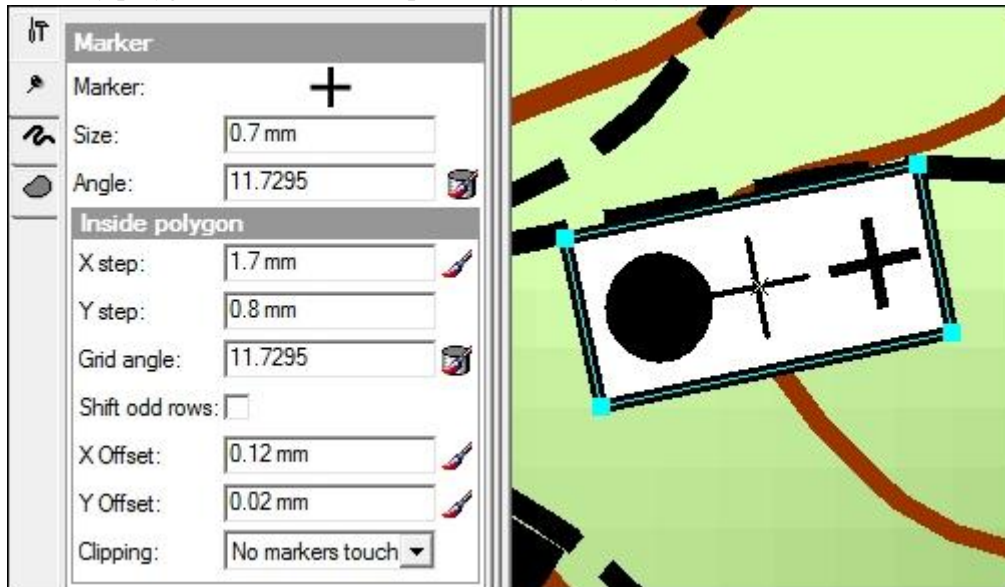 Marker
Marker:
Size: 0.7 mm
Angle: 11.7295
Inside polygon
X step: 1.7 mm
Y step: 0.8 mm
Grid angle: 11.7295
Shift odd rows:
X Offset: 0.12 mm
Y Offset: 0.02 mm
Clipping: No markers touch